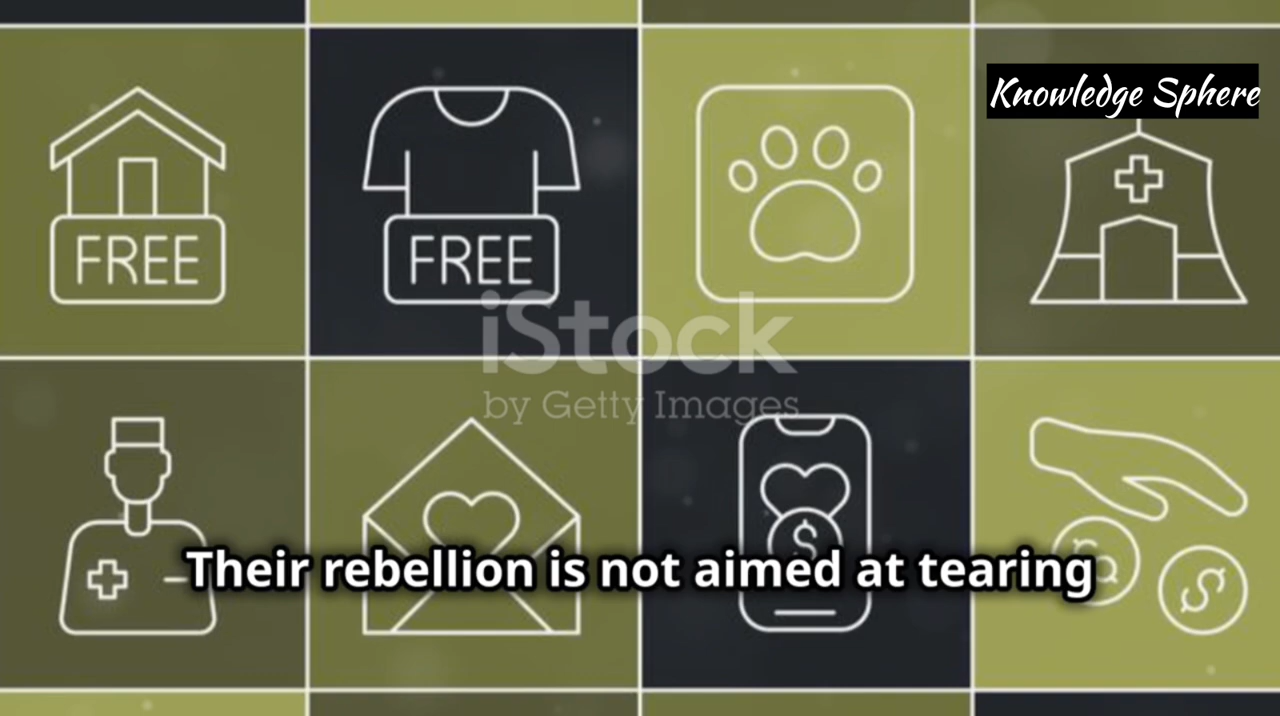 Knowledge Sphere
FREE
FREE
iStock
by Getty Images
$
Their rebellion is not aimed at tearing
$